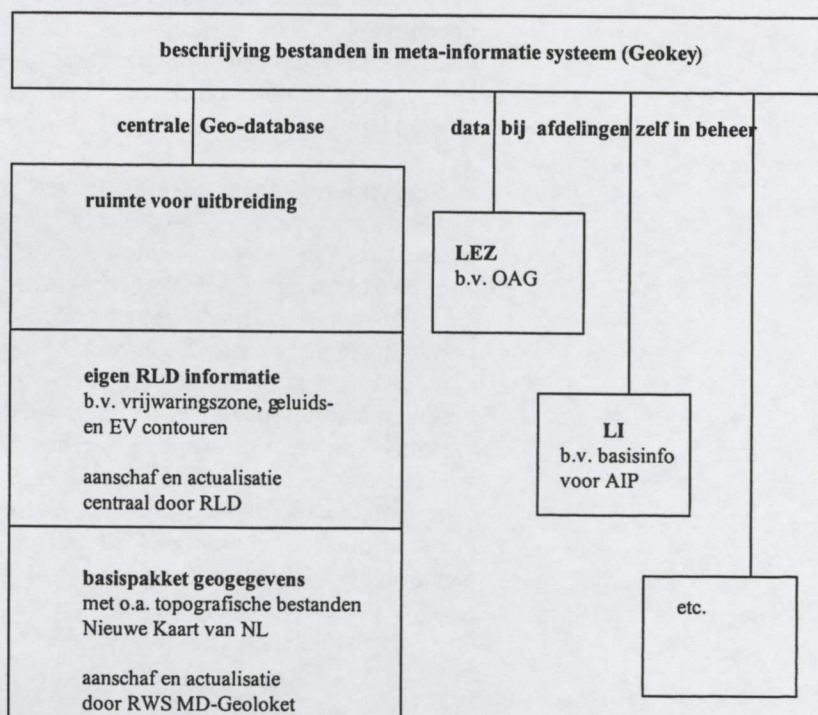 beschrijving bestanden in meta-informatie systeem (Geokey)
centrale Geo-database
data bij afdelingen zelf in beheer
ruimte voor uitbreiding
LEZ
b.v. OAG
eigen RLD informatie
b.v. vrijwaringszone, geluids-
en EV contouren
aanschaf en actualisatie
centraal door RLD
LI
b.v. basisinfo
voor AIP
basispakket geogegevens
met o.a. topografische bestanden
Nieuwe Kaart van NL
aanschaf en actualisatie
door RWS MD-Geoloket
etc.